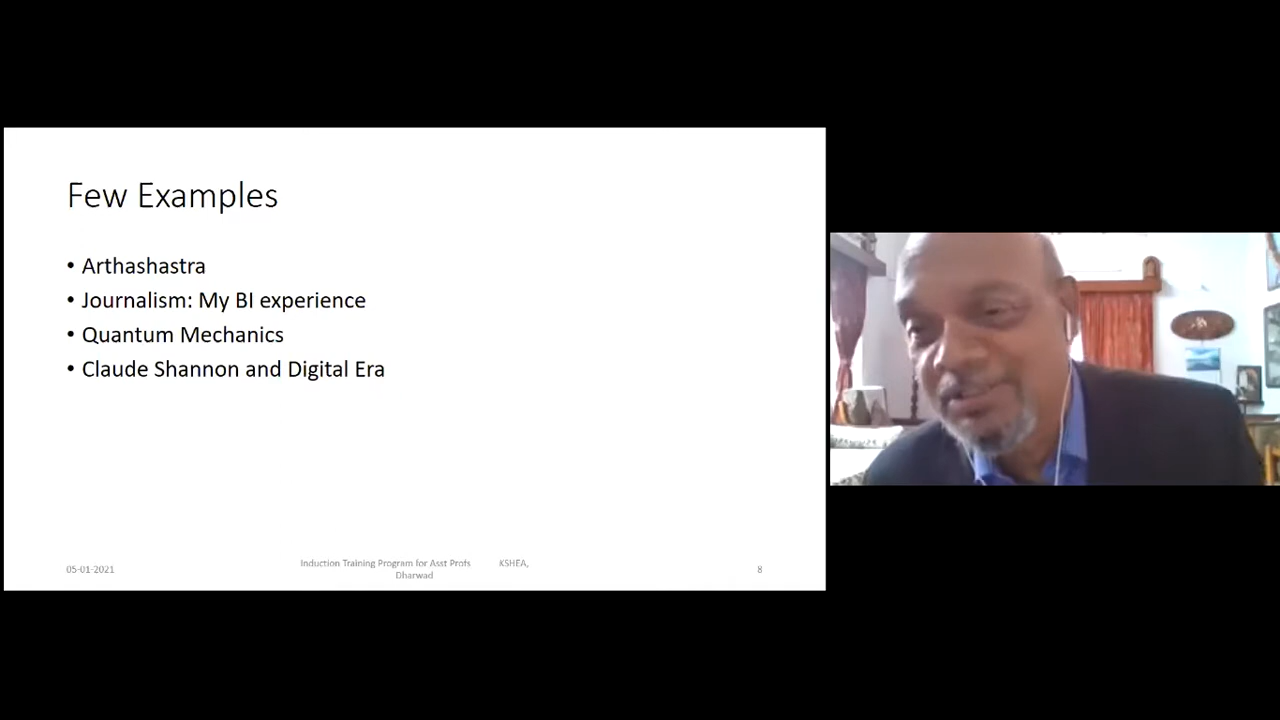 Few Examples
• Arthashastra
• Journalism: My BI experience
• Quantum Mechanics
• Claude Shannon and Digital Era
05-01-2021
Induction Training Program for Asst Profs KSHEA,
Dharwad
8